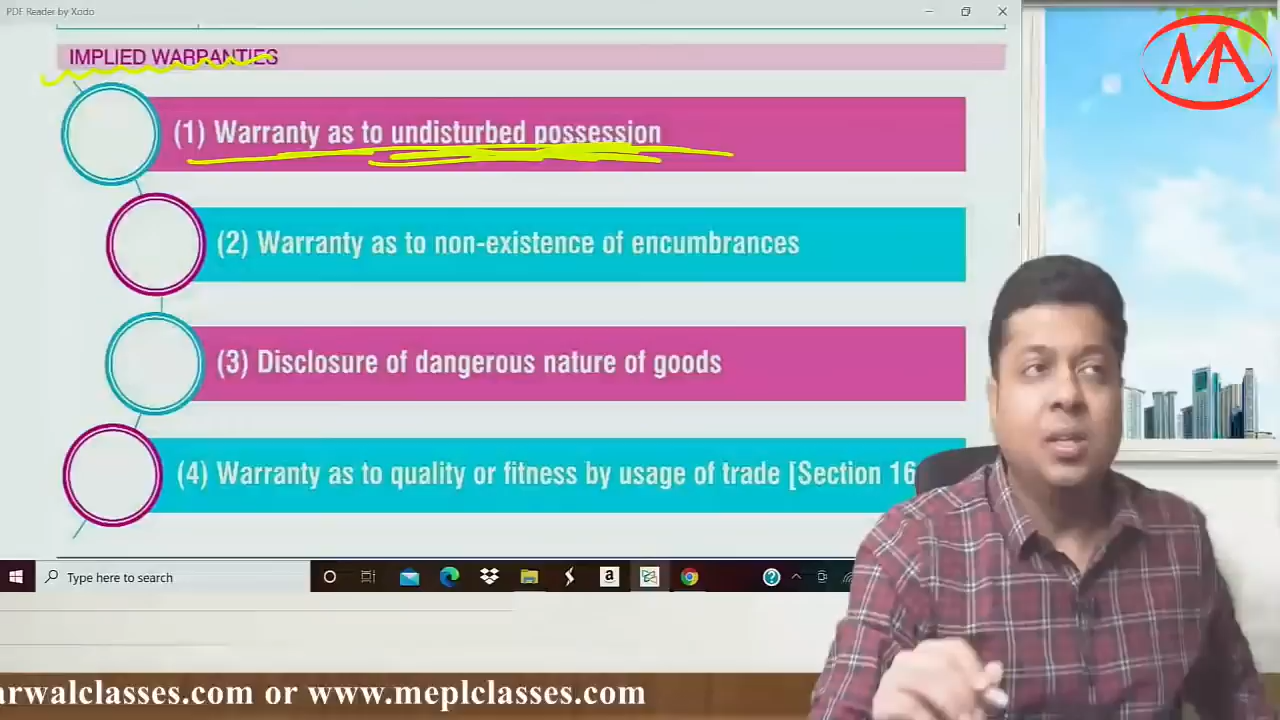 PDF Reader by Xodo
MA
IMPLIED WARRANTIES
(1) Warranty as to undisturbed possession
(2) Warranty as to non-existence of encumbrances
(3) Disclosure of dangerous nature of goods
(4) Warranty as to quality or fitness by usage of trade [Section 16
Type here to search
a
?
arwalclasses.com or www.meplclasses.com